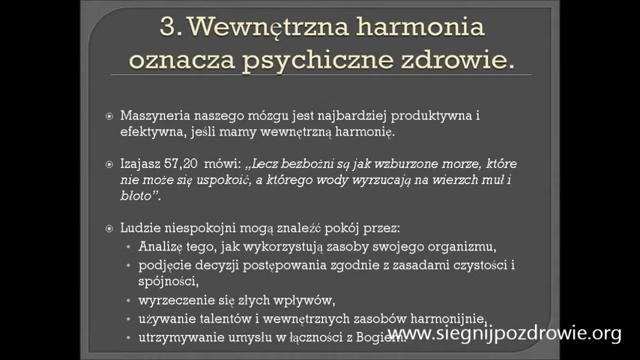 3. Wewnętrzna harmonia
oznacza psychiczne zdrowie.
Maszyneria naszego mózgu jest najbardziej produktywna i
efektywna, jeśli mamy wewnętrzną harmonię.
Izajasz 57,20 mówi: „Lecz bezbożni są jak wzburzone morze, które
nie może się uspokoić, a którego wody wyrzucają na wierzch muł i
błoto”.
Ludzie niespokojni mogą znaleźć pokój przez:
Analizę tego, jak wykorzystują zasoby swojego organizmu,
podjęcie decyzji postępowania zgodnie z zasadami czystości i
spójności,
wyrzeczenie się złych wpływów,
używanie talentów i wewnętrznych zasobów harmonijnie,
utrzymywanie umysłu w łączności z Bogiem.
www.siegnijpozdrowie.org